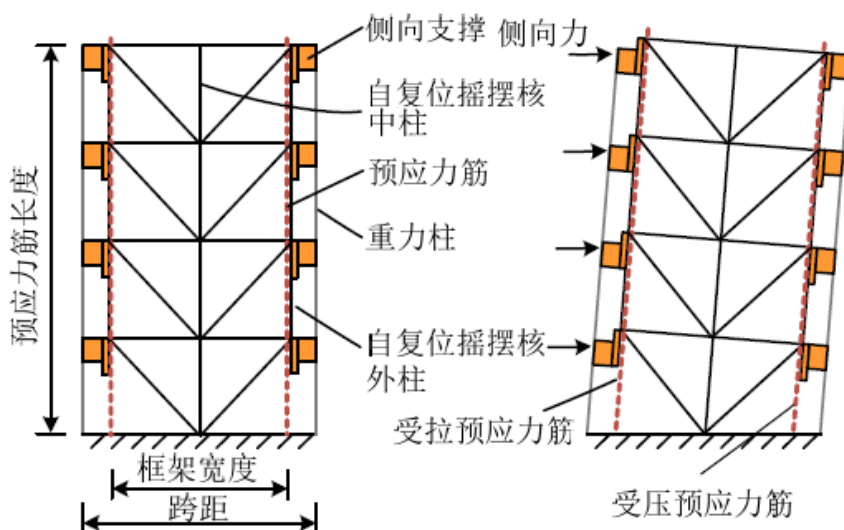 侧向支撑
侧向力
自复位摇摆核
中柱
预应力筋
重力柱
预应力筋长度
自复位摇摆核
外柱
受拉预应力筋
框架宽度
跨距
受压预应力筋